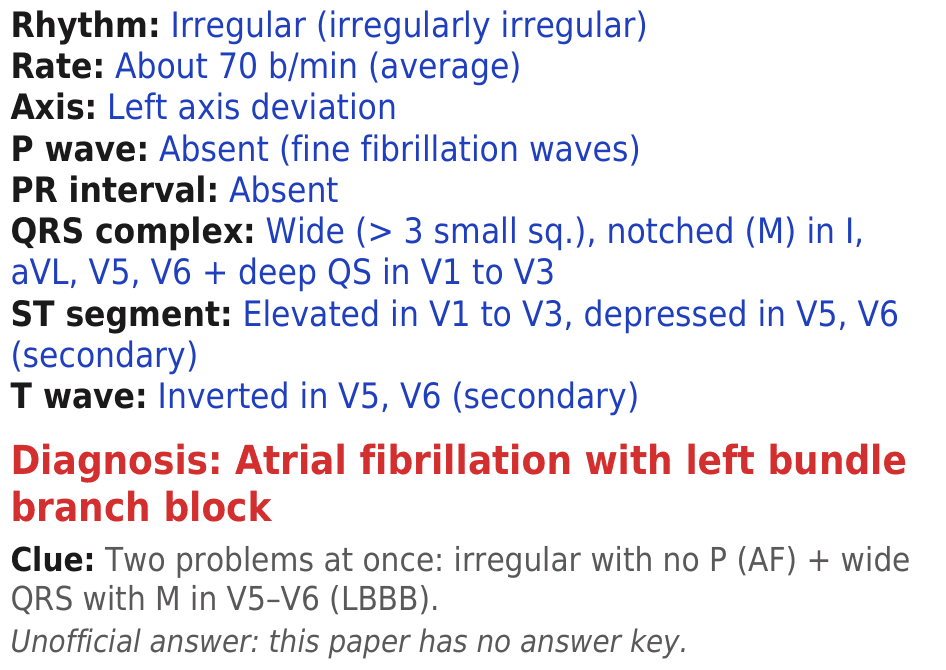 Rhythm: Irregular (irregularly irregular)
Rate: About 70 b/min (average)
Axis: Left axis deviation
P wave: Absent (fine fibrillation waves)
PR interval: Absent
QRS complex: Wide (> 3 small sq.), notched (M) in I,
aVL, V5, V6 + deep QS in V1 to V3
ST segment: Elevated in V1 to V3, depressed in V5, V6
(secondary)
T wave: Inverted in V5, V6 (secondary)
Diagnosis: Atrial fibrillation with left bundle
branch block
Clue: Two problems at once: irregular with no P (AF) + wide
QRS with M in V5–V6 (LBBB).
Unofficial answer: this paper has no answer key.